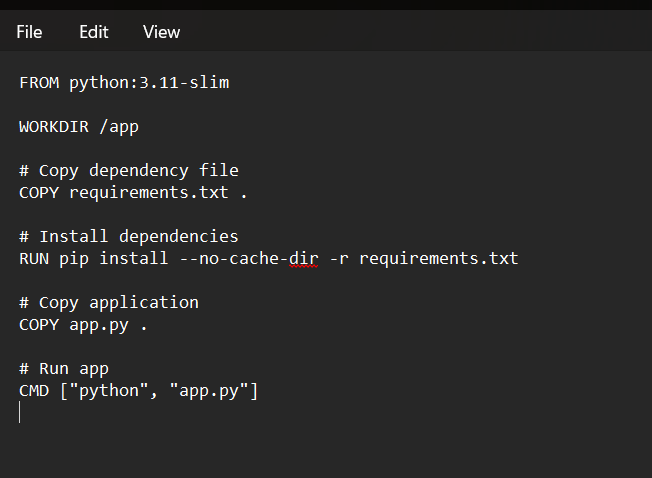 File Edit View
FROM python:3.11-slim
WORKDIR /app
# Copy dependency file
COPY requirements.txt .
# Install dependencies
RUN pip install --no-cache-dir -r requirements.txt
# Copy application
COPY app.py .
# Run app
CMD ["python", "app.py"]